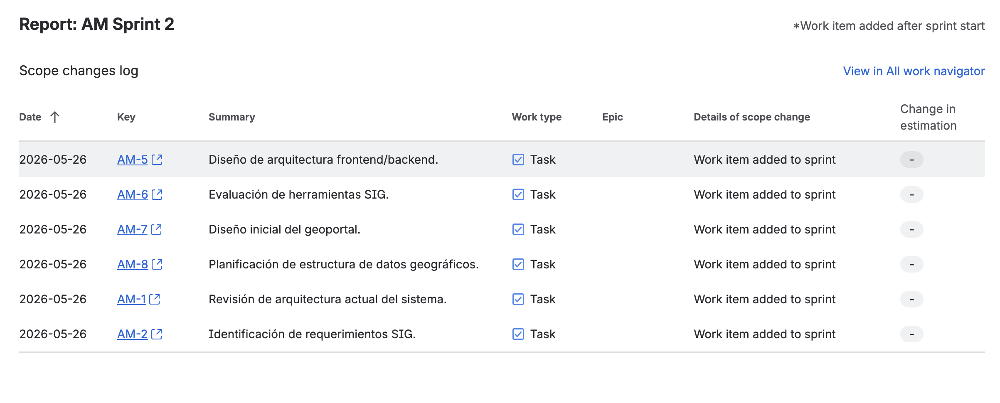 Report: AM Sprint 2
*Work item added after sprint start
Scope changes log
View in All work navigator
Date ↑ Key Summary Work type Epic Details of scope change Change in estimation
2026-05-26 AM-5 Diseño de arquitectura frontend/backend. Task Work item added to sprint -
2026-05-26 AM-6 Evaluación de herramientas SIG. Task Work item added to sprint -
2026-05-26 AM-7 Diseño inicial del geoportal. Task Work item added to sprint -
2026-05-26 AM-8 Planificación de estructura de datos geográficos. Task Work item added to sprint -
2026-05-26 AM-1 Revisión de arquitectura actual del sistema. Task Work item added to sprint -
2026-05-26 AM-2 Identificación de requerimientos SIG. Task Work item added to sprint -